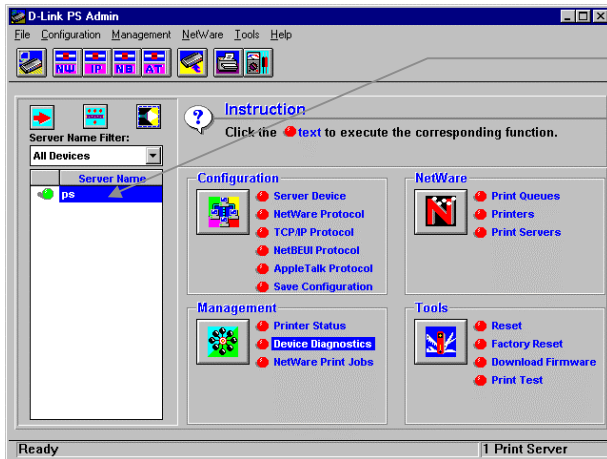 D-Link PS Admin
File Configuration Management NetWare Tools Help
NW IP NB AT
Server Name Filter:
All Devices
Server Name
ps
Instruction
Click the text to execute the corresponding function.
Configuration
Server Device
NetWare Protocol
TCP/IP Protocol
NetBEUI Protocol
AppleTalk Protocol
Save Configuration
NetWare
Print Queues
Printers
Print Servers
Management
Printer Status
Device Diagnostics
NetWare Print Jobs
Tools
Reset
Factory Reset
Download Firmware
Print Test
Ready
1 Print Server